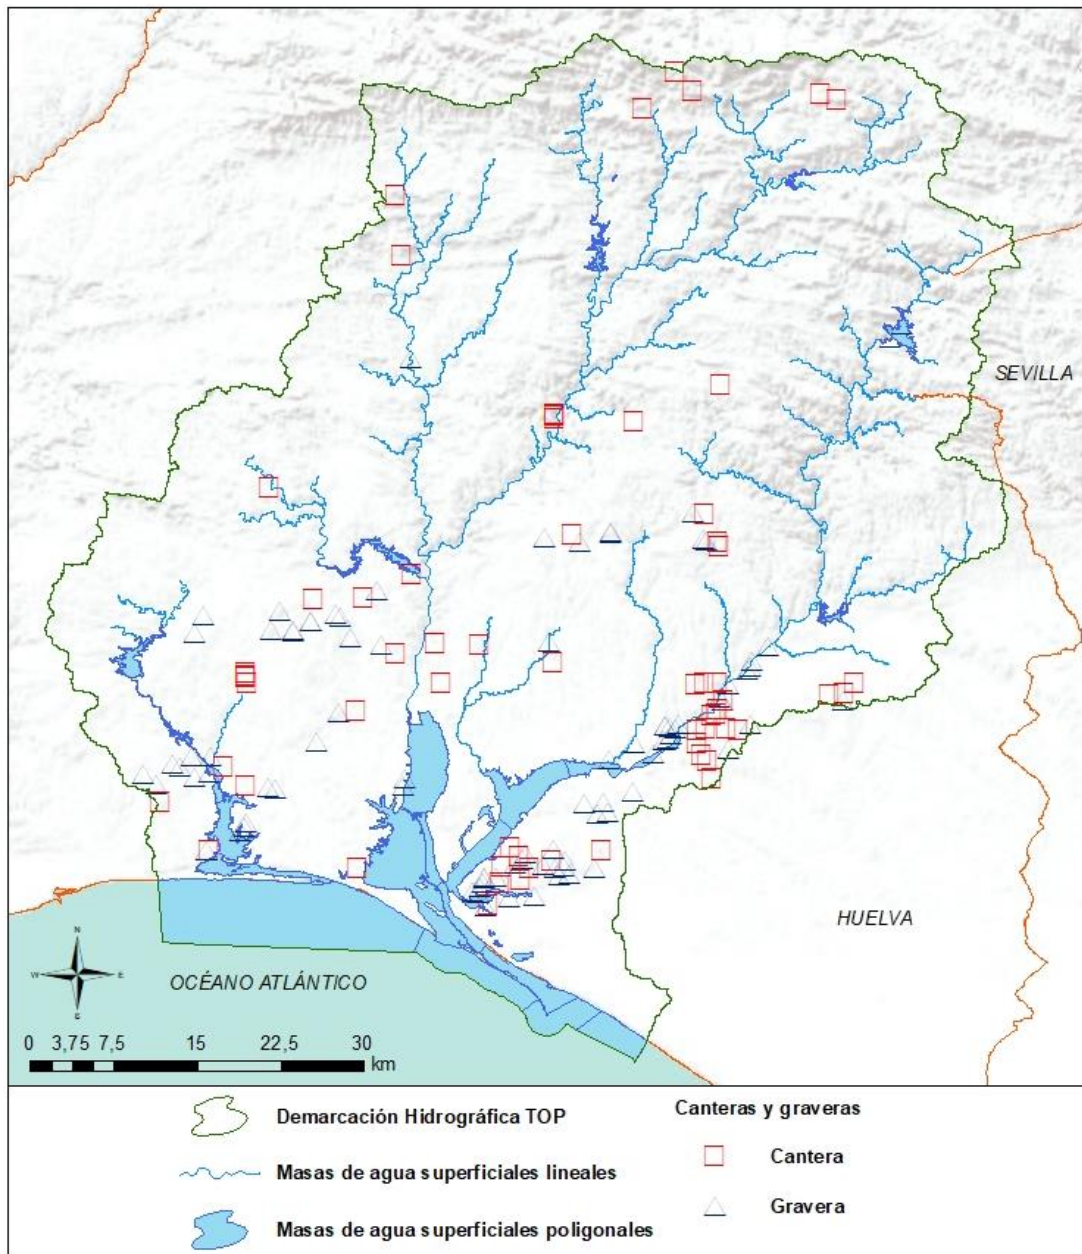 SEVILLA
HUELVA
N
W E
S
OCÉANO ATLÁNTICO
0 3,75 7,5 15 22,5 30
km
Demarcación Hidrográfica TOP
Canteras y graveras
Masas de agua superficiales lineales
Cantera
Masas de agua superficiales poligonales
Gravera